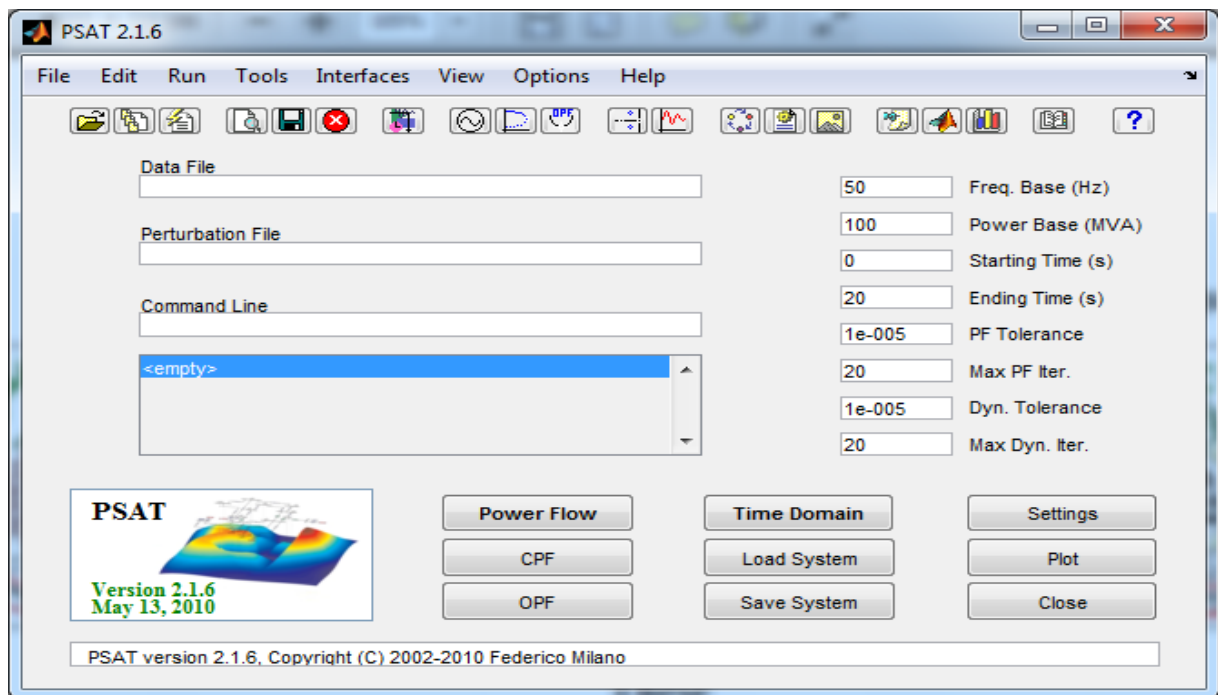 PSAT 2.1.6
File Edit Run Tools Interfaces View Options Help
OPF
?
Data File
50 Freq. Base (Hz)
100 Power Base (MVA)
Perturbation File
0 Starting Time (s)
20 Ending Time (s)
Command Line
1e-005 PF Tolerance
<empty>
20 Max PF Iter.
1e-005 Dyn. Tolerance
20 Max Dyn. Iter.
PSAT
Version 2.1.6
May 13, 2010
Power Flow Time Domain Settings
CPF Load System Plot
OPF Save System Close
PSAT version 2.1.6, Copyright (C) 2002-2010 Federico Milano